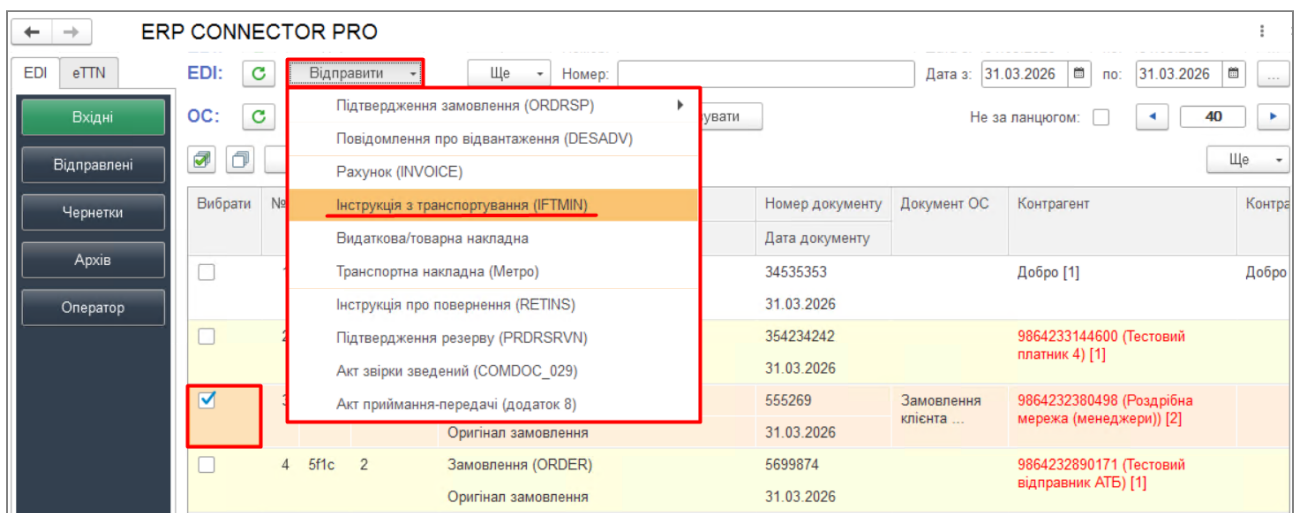 ERP CONNECTOR PRO
EDI eTTN
EDI: Відправити Ще Номер: Дата з: 31.03.2026 по: 31.03.2026 ...
Вхідні
Відправлені
Чернетки
Архів
Оператор
ОС: увати Не за ланцюгом: 40
Ще
Підтвердження замовлення (ORDRSP)
Повідомлення про відвантаження (DESADV)
Рахунок (INVOICE)
Інструкція з транспортування (IFTMIN)
Видаткова/товарна накладна
Транспортна накладна (Метро)
Інструкція про повернення (RETINS)
Підтвердження резерву (PRDRSRVN)
Акт звірки зведений (COMDOC_029)
Акт приймання-передачі (додаток 8)
Вибрати № Номер документу Документ ОС Контрагент Контра
Дата документу
34535353 Добро [1] Добро
31.03.2026
354234242 9864233144600 (Тестовий
платник 4) [1]
31.03.2026
555269 Замовлення 9864232380498 (Роздрібна
клієнта ... мережа (менеджери)) [2]
Оригінал замовлення 31.03.2026
4 5f1c 2 Замовлення (ORDER) 5699874 9864232890171 (Тестовий
відправник АТБ) [1]
Оригінал замовлення 31.03.2026